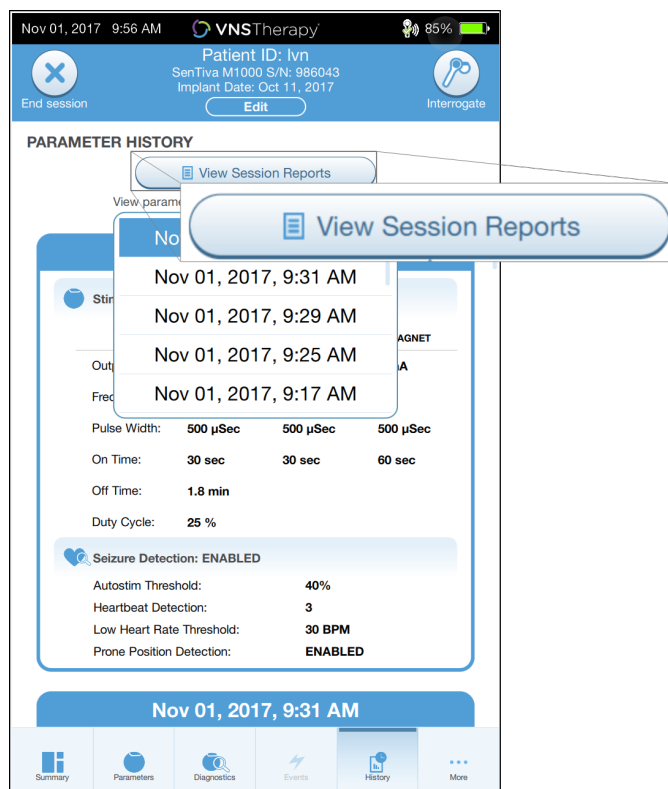 Nov 01, 2017 9:56 AM VNSTherapy 85%
Patient ID: lvn
SenTiva M1000 S/N: 986043
Implant Date: Oct 11, 2017
End session Edit Interrogate
PARAMETER HISTORY
View Session Reports
View Session Reports
View parame
No
Nov 01, 2017, 9:31 AM
Nov 01, 2017, 9:29 AM
Nov 01, 2017, 9:25 AM
Nov 01, 2017, 9:17 AM
Stin
AGNET
Outp A
Freq
Pulse Width: 500 µSec 500 µSec 500 µSec
On Time: 30 sec 30 sec 60 sec
Off Time: 1.8 min
Duty Cycle: 25 %
Seizure Detection: ENABLED
Autostim Threshold: 40%
Heartbeat Detection: 3
Low Heart Rate Threshold: 30 BPM
Prone Position Detection: ENABLED
Nov 01, 2017, 9:31 AM
Summary Parameters Diagnostics Events History More